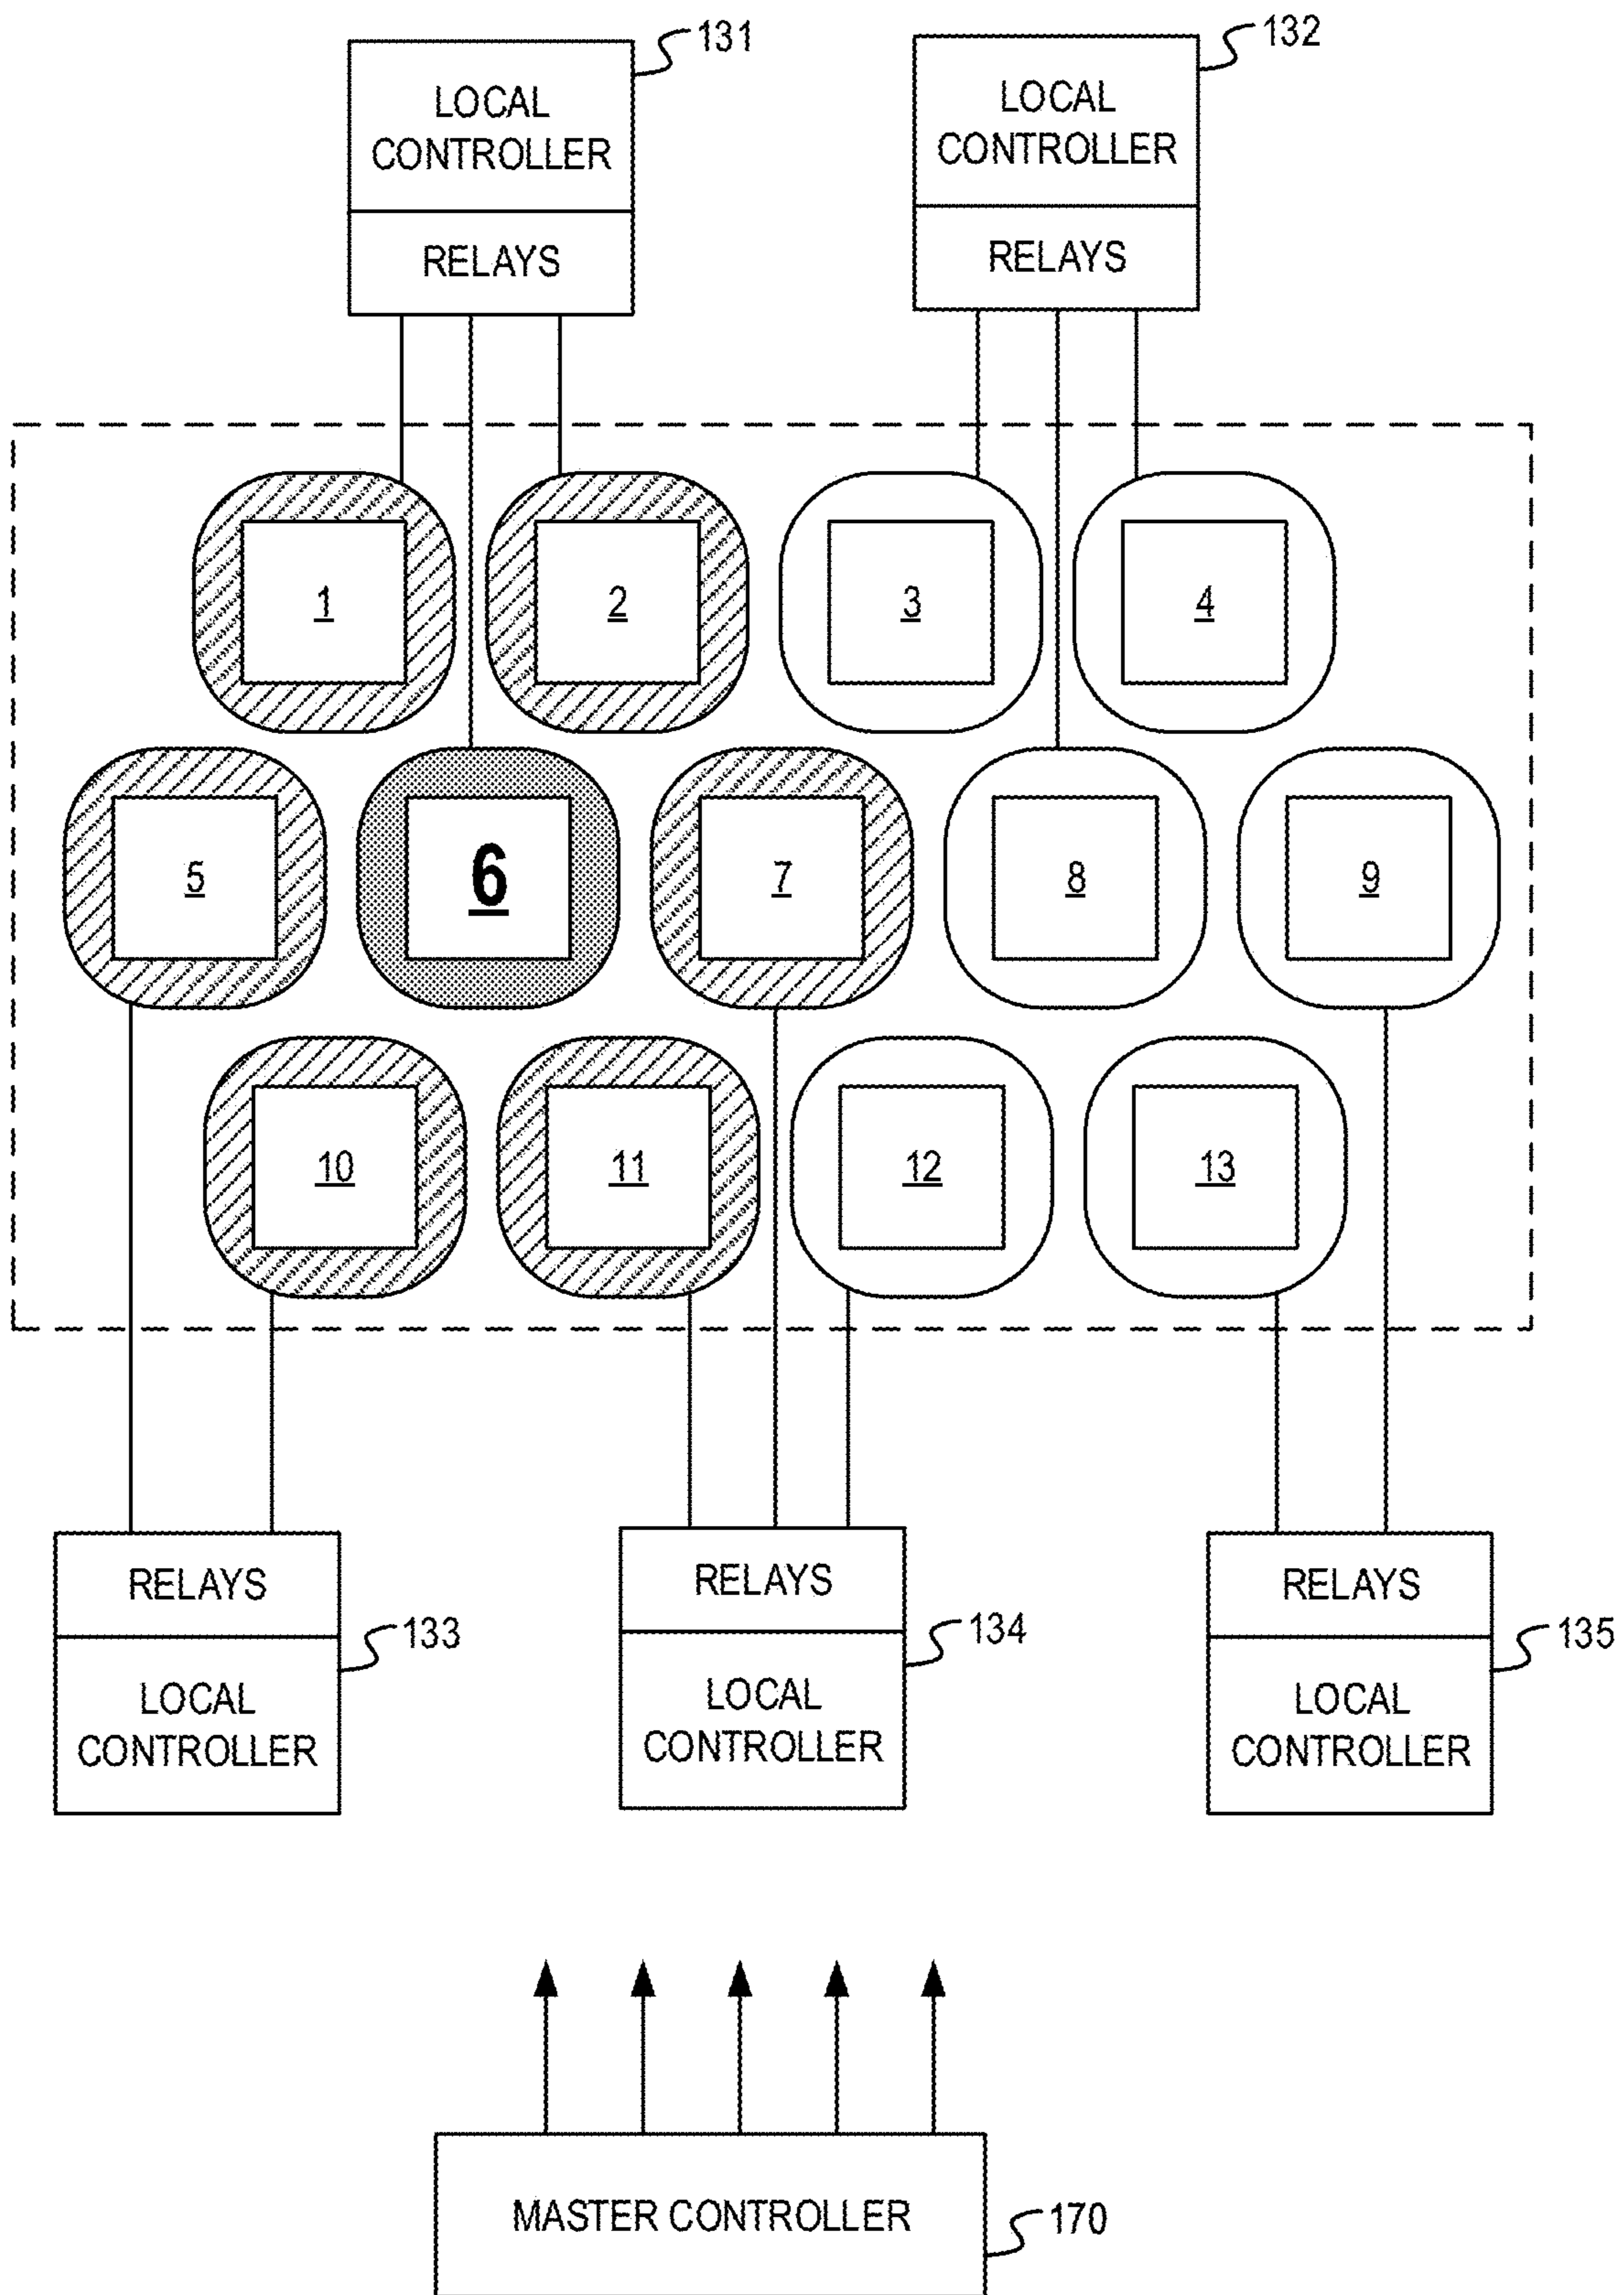 131
132
LOCAL
CONTROLLER
LOCAL
CONTROLLER
RELAYS
RELAYS
1
2
3
4
5
6
7
8
9
10
11
12
13
RELAYS
RELAYS
RELAYS
133
134
135
LOCAL
CONTROLLER
LOCAL
CONTROLLER
LOCAL
CONTROLLER
MASTER CONTROLLER
170